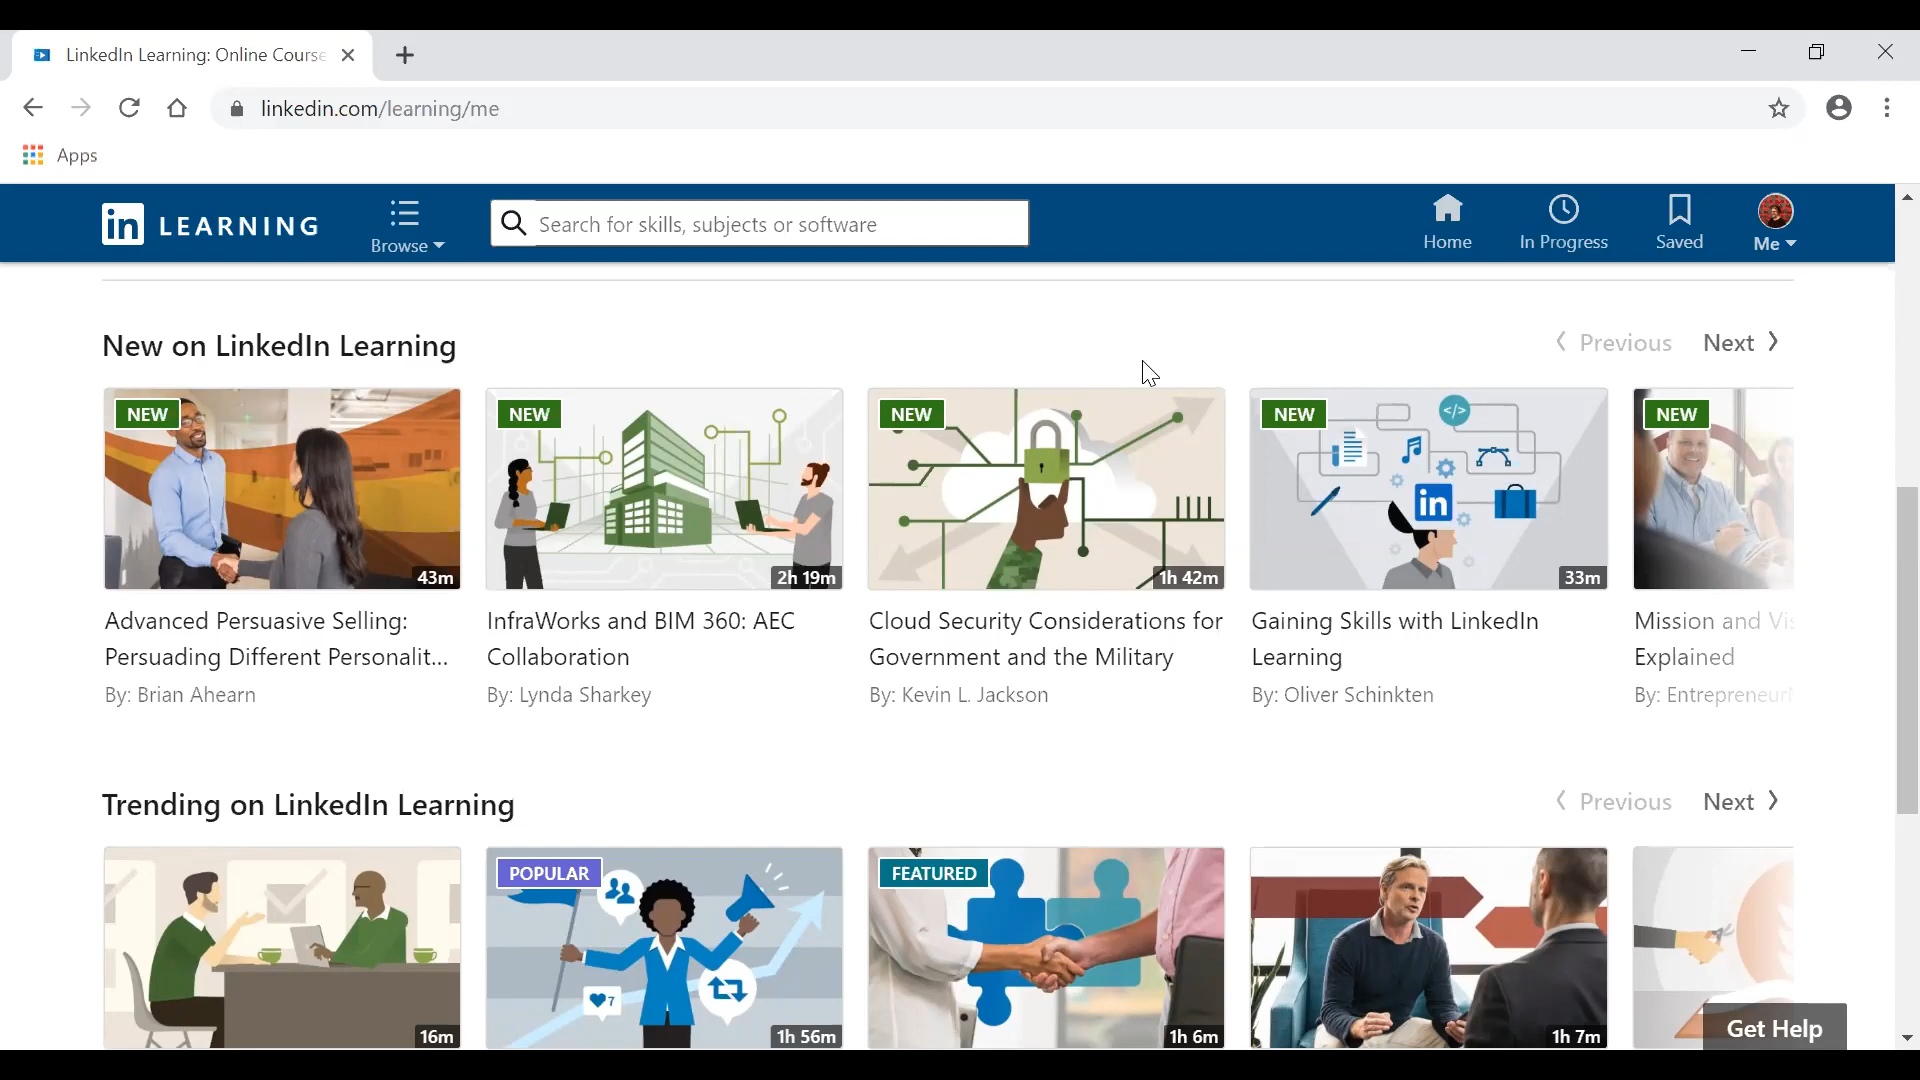 LinkedIn Learning: Online Course
linkedin.com/learning/me
Apps
in LEARNING
Browse
Search for skills, subjects or software
Home
In Progress
Saved
Me
New on LinkedIn Learning
Previous Next
NEW
43m
Advanced Persuasive Selling:
Persuading Different Personalit...
By: Brian Ahearn
NEW
2h 19m
InfraWorks and BIM 360: AEC
Collaboration
By: Lynda Sharkey
NEW
1h 42m
Cloud Security Considerations for
Government and the Military
By: Kevin L. Jackson
NEW
</>
in
33m
Gaining Skills with LinkedIn
Learning
By: Oliver Schinkten
NEW
Mission and Vis
Explained
By: Entrepreneur
Trending on LinkedIn Learning
Previous Next
16m
POPULAR
7
1h 56m
FEATURED
1h 6m
1h 7m
Get Help